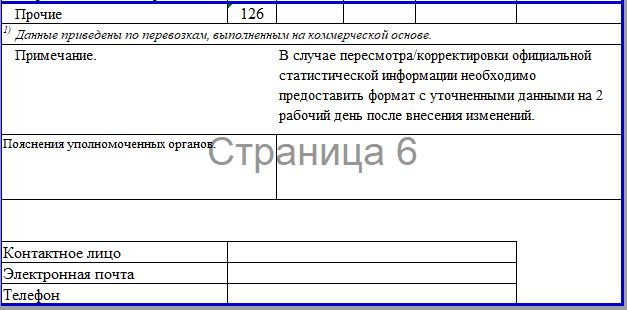 Прочие 126
1) Данные приведены по перевозкам, выполненным на коммерческой основе.
Примечание. В случае пересмотра/корректировки официальной
статистической информации необходимо
предоставить формат с уточненными данными на 2
рабочий день после внесения изменений.
Пояснения уполномоченных органов.
Страница 6
Контактное лицо
Электронная почта
Телефон